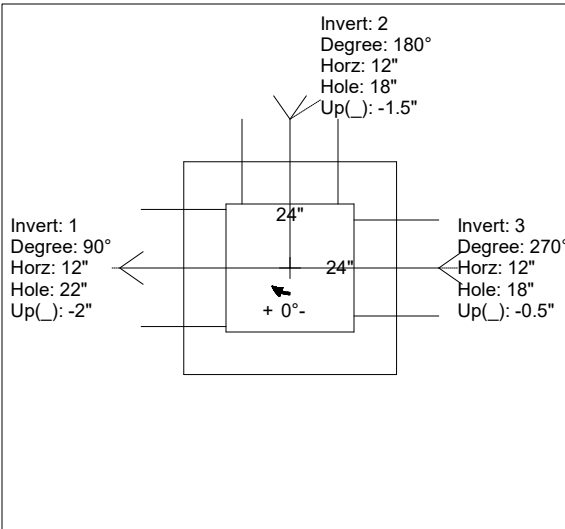 Invert: 2
Degree: 180°
Horz: 12"
Hole: 18"
Up(_): -1.5"
24"
Invert: 1
Degree: 90°
Horz: 12"
Hole: 22"
Up(_): -2"
24"
+ 0°-
Invert: 3
Degree: 270°
Horz: 12"
Hole: 18"
Up(_): -0.5"